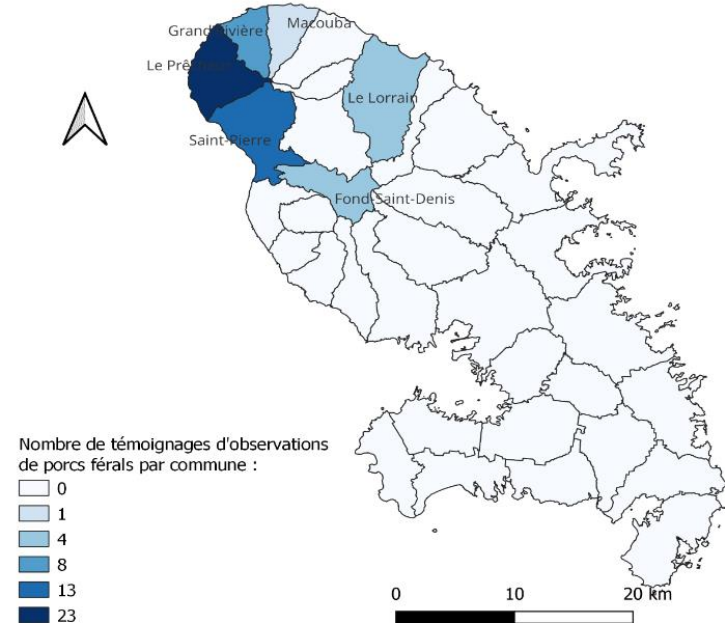 Macouba
Grand'Rivière
Le Prêcheur
Le Lorrain
Saint-Pierre
Fond-Saint-Denis
Nombre de témoignages d'observations
de porcs férals par commune :
0
1
4
8
13
23
0 10 20 km